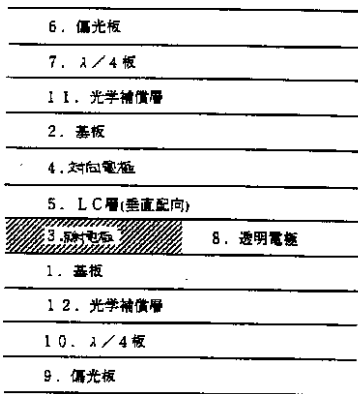 6. 偏光板
7. λ/4板
11. 光学補償層
2. 基板
4. 対向電極
5. LC層(垂直配向)
3. 反射電極
8. 透明電極
1. 基板
12. 光学補償層
10. λ/4板
9. 偏光板